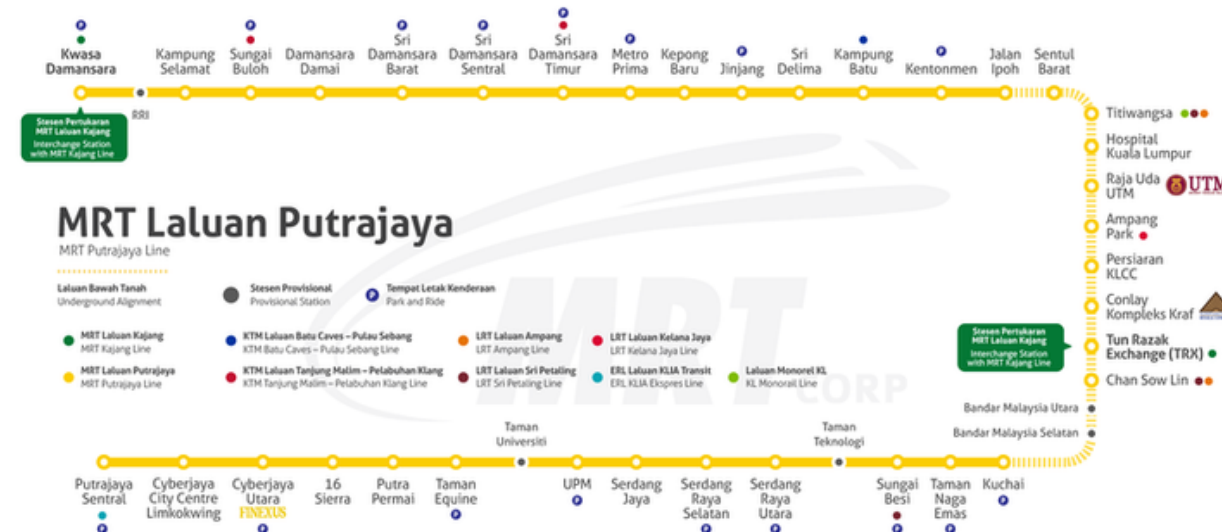 Kwasa
Damansara
RRI
Kampung
Selamat
Sungai
Buloh
Damansara
Damai
Sri
Damansara
Barat
Sri
Damansara
Sentral
Sri
Damansara
Timur
Metro
Prima
Kepong
Baru
Jinjang
Sri
Delima
Kampung
Batu
Kentonmen
Jalan
Ipoh
Sentul
Barat
Stesen Pertukaran
MRT Laluan Kajang
Interchange Station
with MRT Kajang Line
Titiwangsa
Hospital
Kuala Lumpur
Raja Uda
UTM
UTM
Ampang
Park
Persiaran
KLCC
Conlay
Kompleks Kraf
Stesen Pertukaran
MRT Laluan Kajang
Interchange Station
with MRT Kajang Line
Tun Razak
Exchange (TRX)
Chan Sow Lin
Bandar Malaysia Utara
Bandar Malaysia Selatan
MRT Laluan Putrajaya
MRT Putrajaya Line
Laluan Bawah Tanah
Underground Alignment
Stesen Provisional
Provisional Station
P
Tempat Letak Kenderaan
Park and Ride
MRT Laluan Kajang
MRT Kajang Line
KTM Laluan Batu Caves – Pulau Sebang
KTM Batu Caves – Pulau Sebang Line
LRT Laluan Ampang
LRT Ampang Line
LRT Laluan Kelana Jaya
LRT Kelana Jaya Line
MRT Laluan Putrajaya
MRT Putrajaya Line
KTM Laluan Tanjung Malim – Pelabuhan Klang
KTM Tanjung Malim – Pelabuhan Klang Line
LRT Laluan Sri Petaling
LRT Sri Petaling Line
ERL Laluan KLIA Transit
ERL KLIA Ekspres Line
Laluan Monorel KL
KL Monorail Line
MRT
CORP
Putrajaya
Sentral
Cyberjaya
City Centre
Limkokwing
Cyberjaya
Utara
FINEXUS
16
Sierra
Putra
Permai
Taman
Equine
Taman
Universiti
UPM
Serdang
Jaya
Serdang
Raya
Selatan
Serdang
Raya
Utara
Taman
Teknologi
Sungai
Besi
Taman
Naga
Emas
Kuchai